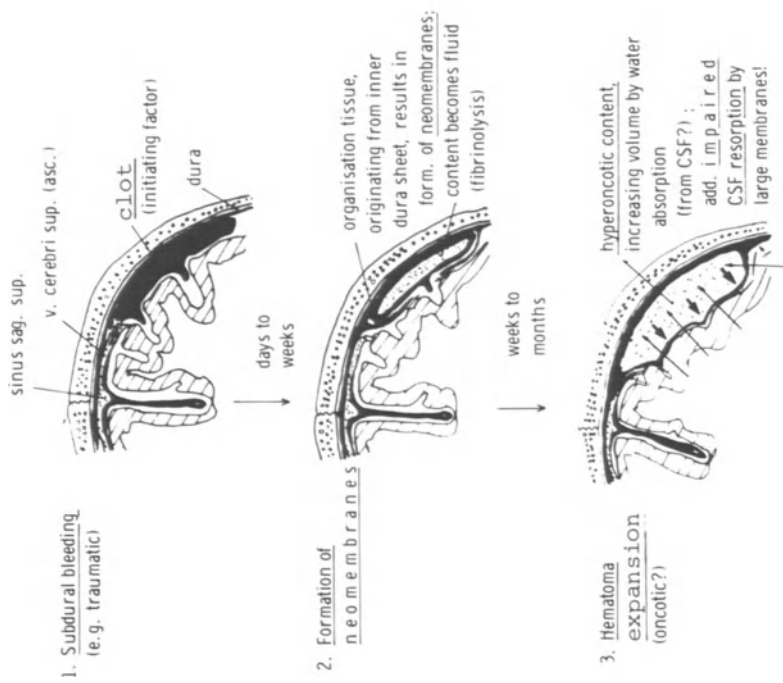 1. Subdural bleeding
(e.g. traumatic)
sinus sag. sup.
v. cerebri sup. (asc.)
clot
(initiating factor)
dura
days to
weeks
2. Formation of
neomembranes
organisation tissue,
originating from inner
dura sheet, results in
form. of neomembranes;
content becomes fluid
(fibrinolysis)
weeks to
months
3. Hematoma
expansion
(oncotic?)
hyperoncotic content,
increasing volume by water
absorption
(from CSF?) ;
add. impaired
CSF resorption by
large membranes!